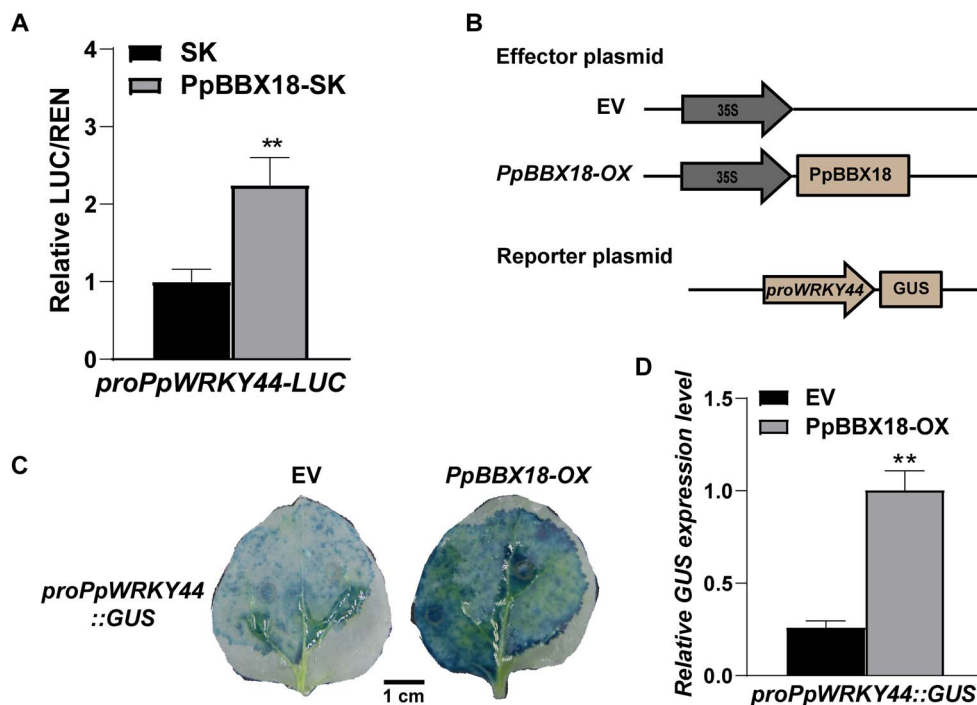 A
4
3
2
1
0
Relative LUC/REN
SK
PpBBX18-SK
**
proPpWRKY44-LUC
B
Effector plasmid
EV
35S
PpBBX18-OX
35S
PpBBX18
Reporter plasmid
proWRKY44
GUS
C
EV
PpBBX18-OX
proPpWRKY44
::GUS
1 cm
D
1.5
1.0
0.5
0.0
Relative GUS expression level
EV
PpBBX18-OX
**
proPpWRKY44::GUS